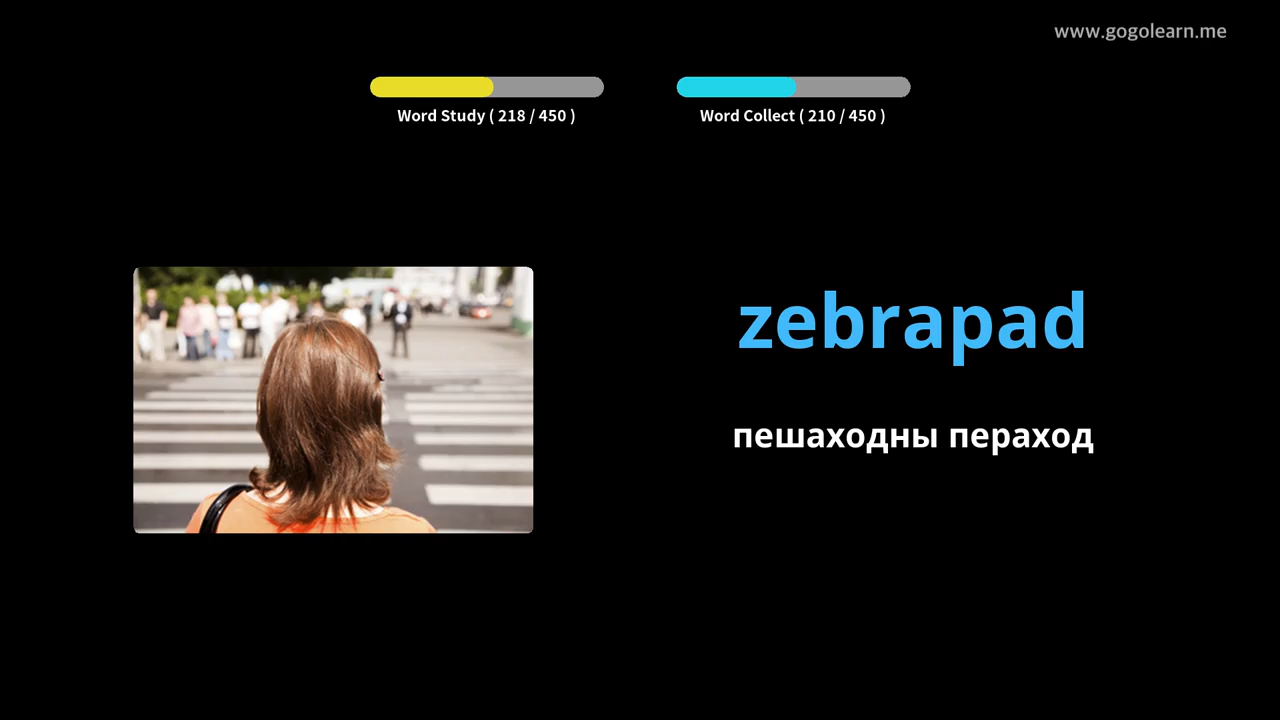 www.gogolearn.me
Word Study ( 218 / 450 )
Word Collect ( 210 / 450 )
zebrapad
пешаходны пераход